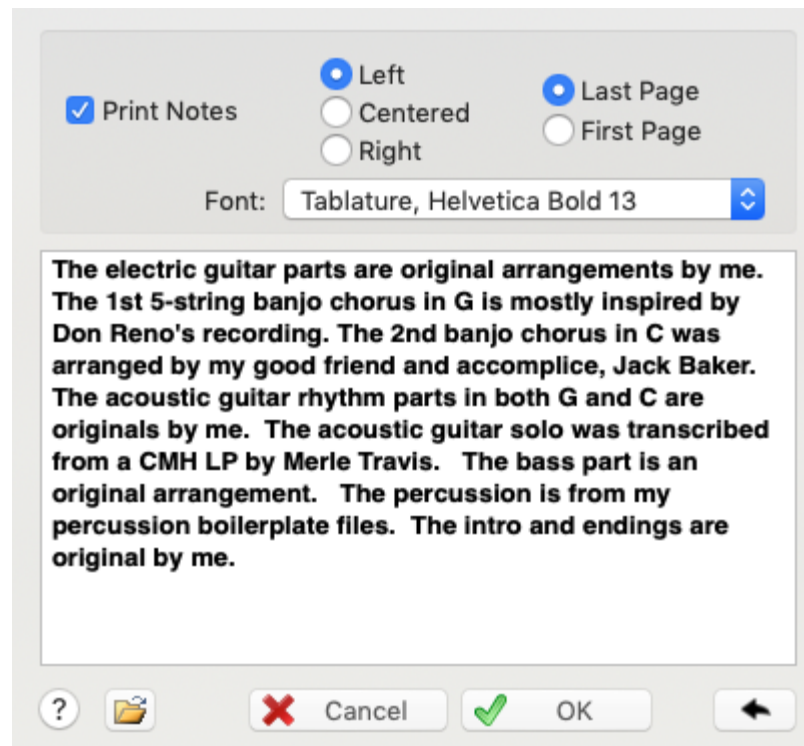 Print Notes
Left
Centered
Right
Last Page
First Page
Font: Tablature, Helvetica Bold 13
The electric guitar parts are original arrangements by me.
The 1st 5-string banjo chorus in G is mostly inspired by
Don Reno's recording. The 2nd banjo chorus in C was
arranged by my good friend and accomplice, Jack Baker.
The acoustic guitar rhythm parts in both G and C are
originals by me.  The acoustic guitar solo was transcribed
from a CMH LP by Merle Travis.   The bass part is an
original arrangement.   The percussion is from my
percussion boilerplate files.  The intro and endings are
original by me.
? Cancel OK